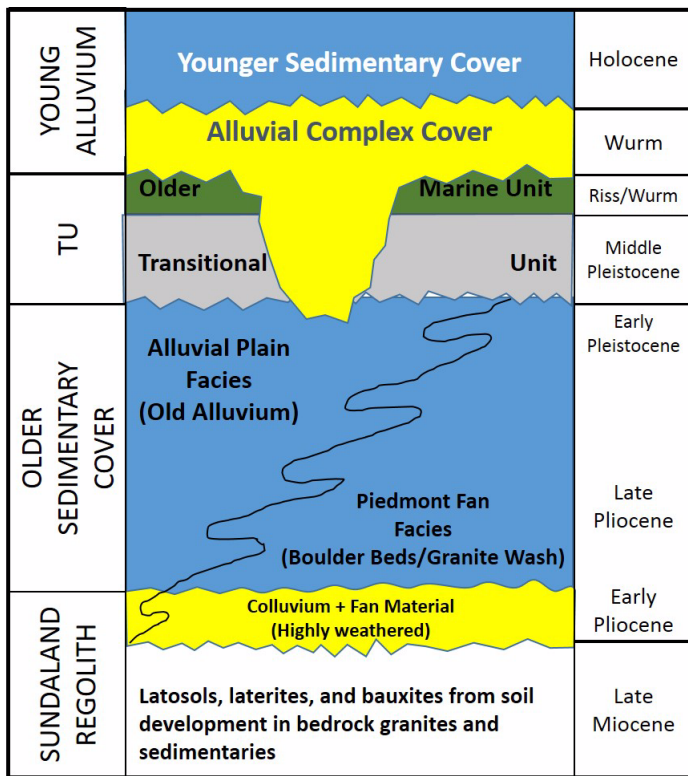 YOUNG
ALLUVIUM
Younger Sedimentary Cover
Holocene
Alluvial Complex Cover
Wurm
TU
Older
Marine Unit
Riss/Wurm
Transitional
Unit
Middle
Pleistocene
OLDER
SEDIMENTARY
COVER
Alluvial Plain
Facies
(Old Alluvium)
Early
Pleistocene
Piedmont Fan
Facies
(Boulder Beds/Granite Wash)
Late
Pliocene
SUNDALAND
REGOLITH
Colluvium + Fan Material
(Highly weathered)
Early
Pliocene
Latosols, laterites, and bauxites from soil
development in bedrock granites and
sedimentaries
Late
Miocene